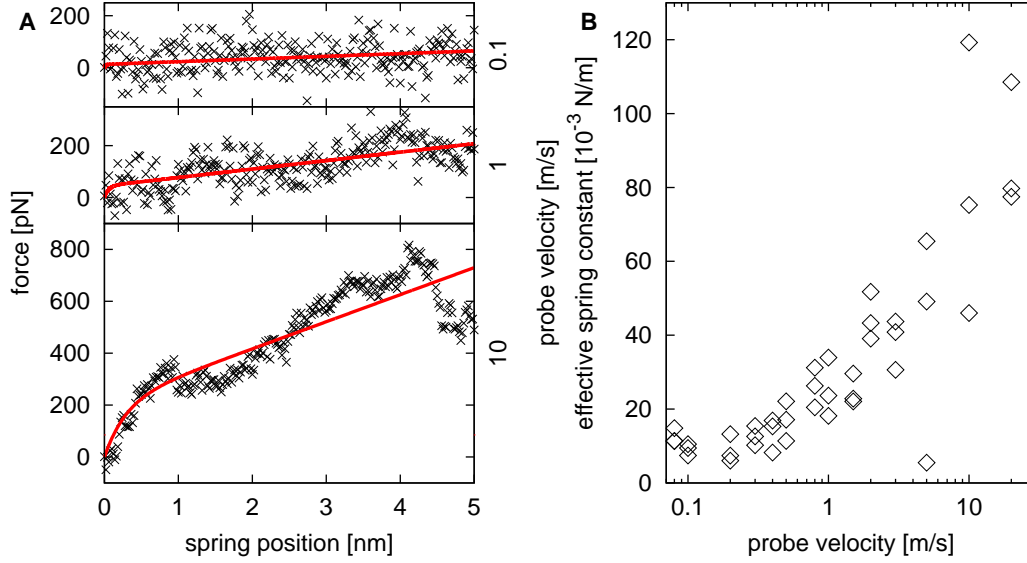 A
200
0
0.1
200
0
1
800
600
400
200
0
10
force [pN]
probe velocity [m/s]
0 1 2 3 4 5
spring position [nm]
B
120
100
80
60
40
20
0
effective spring constant [10⁻³ N/m]
0.1 1 10
probe velocity [m/s]